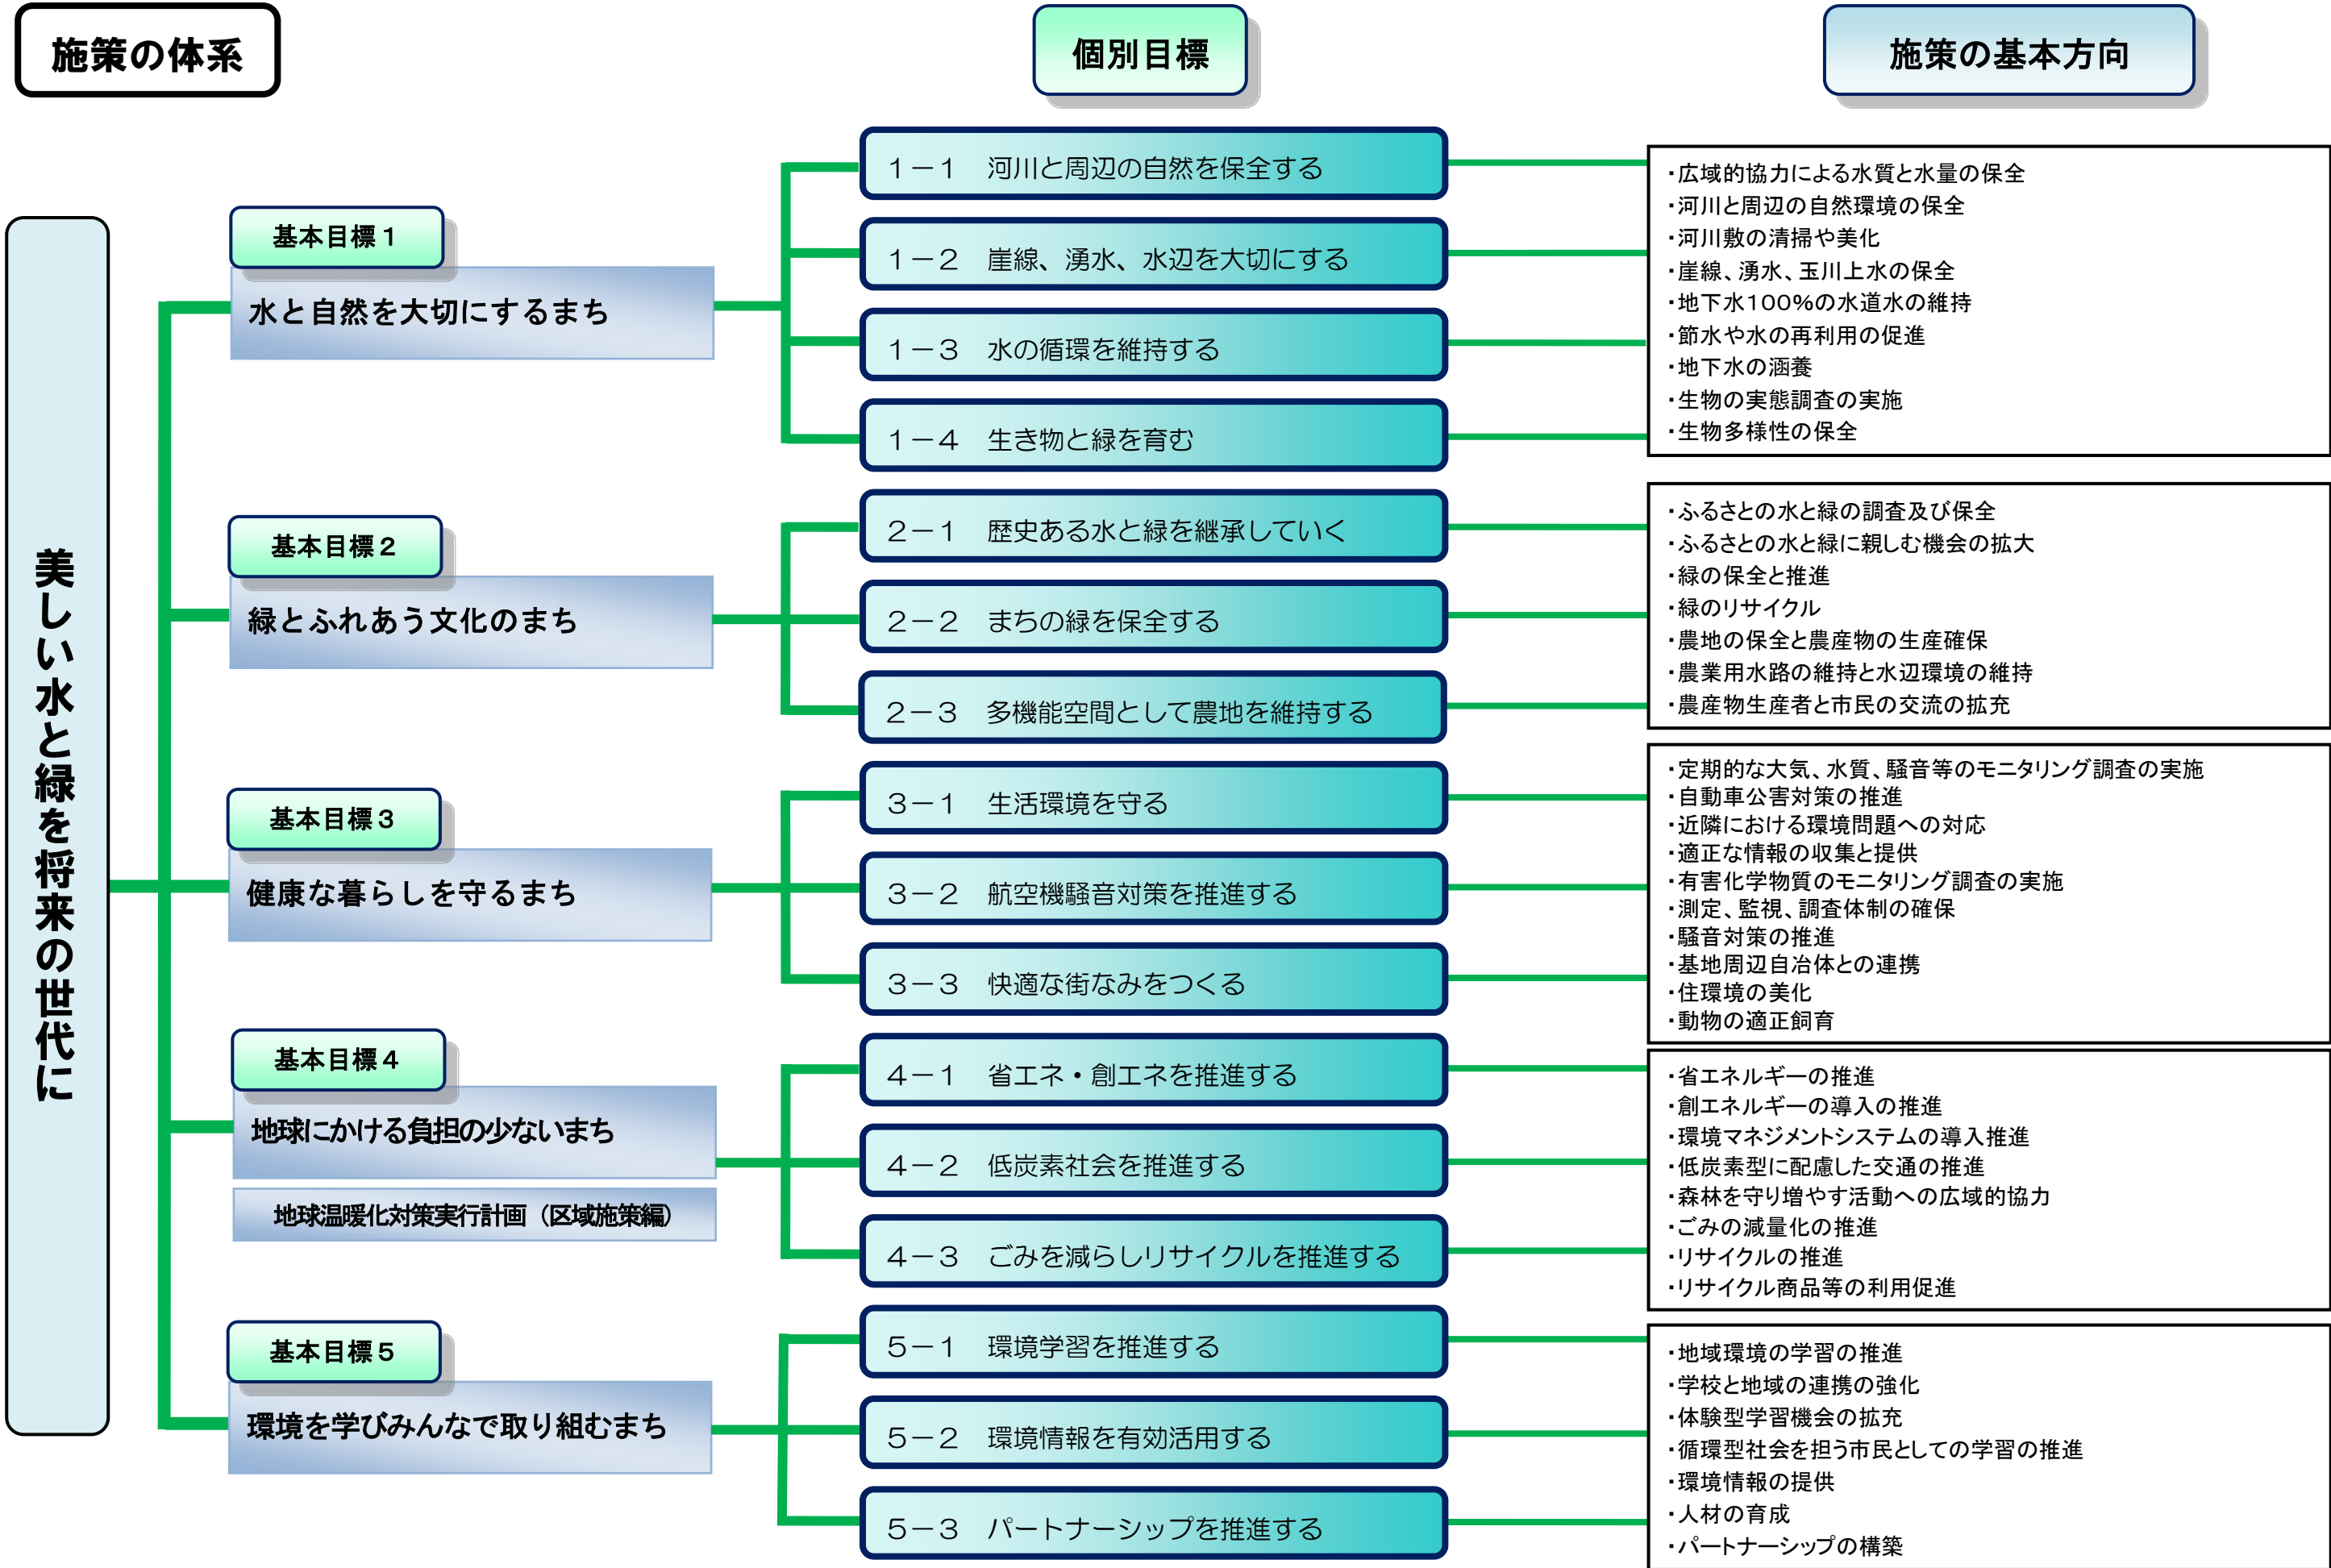 施策の体系
個別目標
施策の基本方向
美しい水と緑を将来の世代に
基本目標１
水と自然を大切にするまち
１－１　河川と周辺の自然を保全する
１－２　崖線、湧水、水辺を大切にする
１－３　水の循環を維持する
１－４　生き物と緑を育む
・広域的協力による水質と水量の保全
・河川と周辺の自然環境の保全
・河川敷の清掃や美化
・崖線、湧水、玉川上水の保全
・地下水100％の水道水の維持
・節水や水の再利用の促進
・地下水の涵養
・生物の実態調査の実施
・生物多様性の保全
基本目標２
緑とふれあう文化のまち
２－１　歴史ある水と緑を継承していく
２－２　まちの緑を保全する
２－３　多機能空間として農地を維持する
・ふるさとの水と緑の調査及び保全
・ふるさとの水と緑に親しむ機会の拡大
・緑の保全と推進
・緑のリサイクル
・農地の保全と農産物の生産確保
・農業用水路の維持と水辺環境の維持
・農産物生産者と市民の交流の拡充
基本目標３
健康な暮らしを守るまち
３－１　生活環境を守る
３－２　航空機騒音対策を推進する
３－３　快適な街なみをつくる
・定期的な大気、水質、騒音等のモニタリング調査の実施
・自動車公害対策の推進
・近隣における環境問題への対応
・適正な情報の収集と提供
・有害化学物質のモニタリング調査の実施
・測定、監視、調査体制の確保
・騒音対策の推進
・基地周辺自治体との連携
・住環境の美化
・動物の適正飼育
基本目標４
地球にかける負担の少ないまち
地球温暖化対策実行計画（区域施策編）
４－１　省エネ・創エネを推進する
４－２　低炭素社会を推進する
４－３　ごみを減らしリサイクルを推進する
・省エネルギーの推進
・創エネルギーの導入の推進
・環境マネジメントシステムの導入推進
・低炭素型に配慮した交通の推進
・森林を守り増やす活動への広域的協力
・ごみの減量化の推進
・リサイクルの推進
・リサイクル商品等の利用促進
基本目標５
環境を学びみんなで取り組むまち
５－１　環境学習を推進する
５－２　環境情報を有効活用する
５－３　パートナーシップを推進する
・地域環境の学習の推進
・学校と地域の連携の強化
・体験型学習機会の拡充
・循環型社会を担う市民としての学習の推進
・環境情報の提供
・人材の育成
・パートナーシップの構築